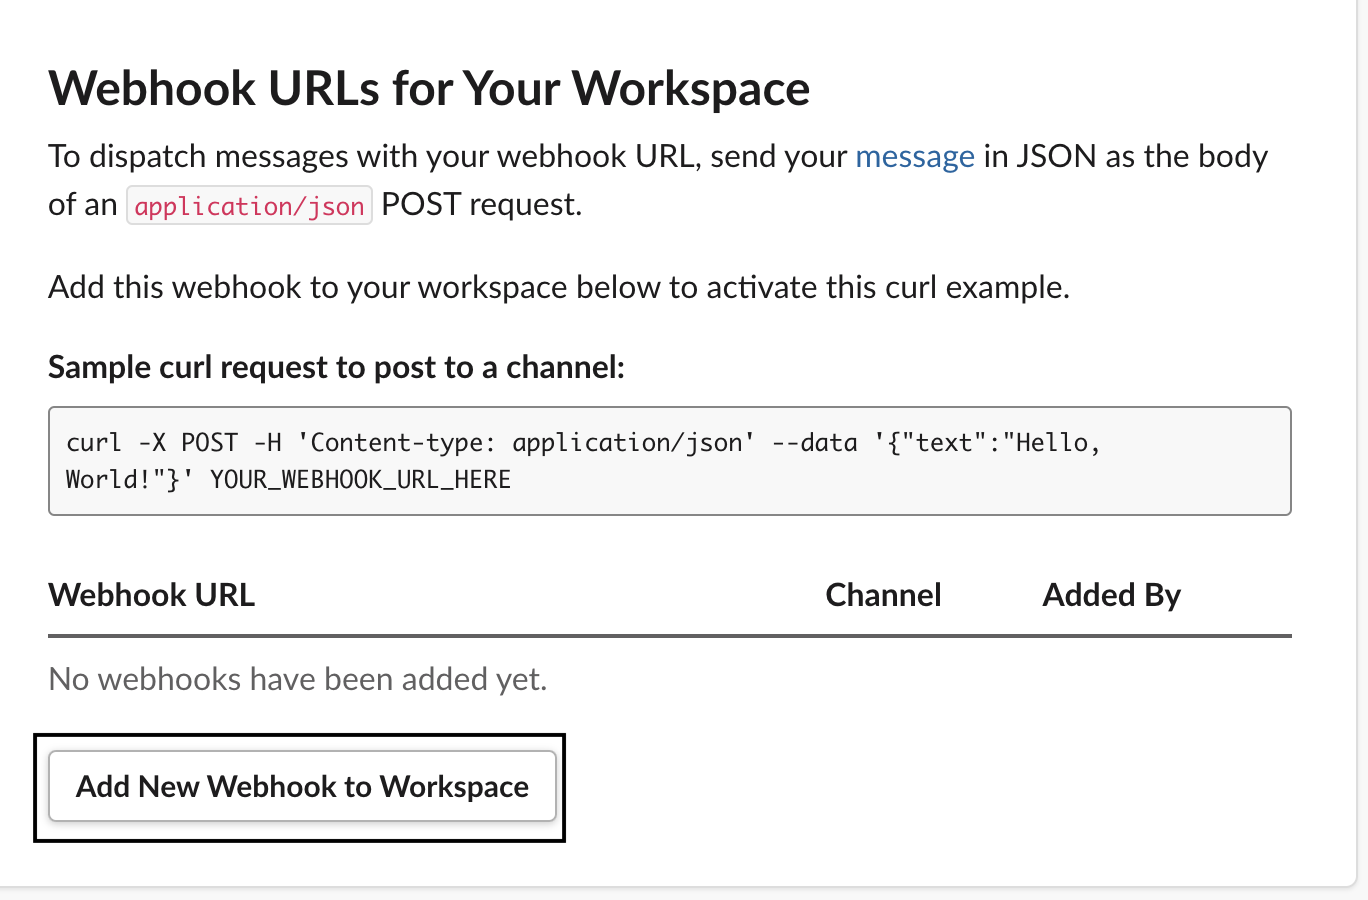 Webhook URLs for Your Workspace
To dispatch messages with your webhook URL, send your message in JSON as the body
of an application/json POST request.
Add this webhook to your workspace below to activate this curl example.
Sample curl request to post to a channel:
curl -X POST -H 'Content-type: application/json' --data '{"text":"Hello,
World!"}' YOUR_WEBHOOK_URL_HERE
Webhook URL Channel Added By
No webhooks have been added yet.
Add New Webhook to Workspace